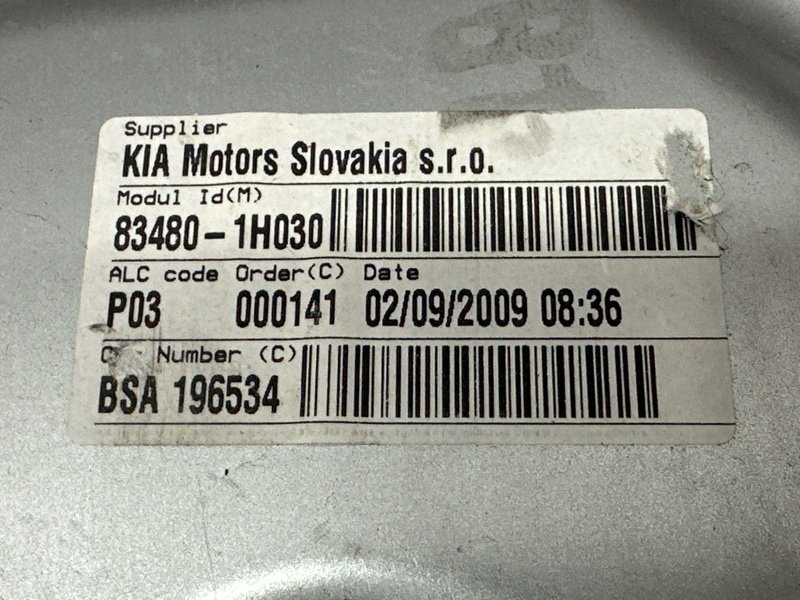 Supplier
KIA Motors Slovakia s.r.o.
Modul Id(M)
83480-1H030
ALC code Order(C) Date
P03 000141 02/09/2009 08:36
Number (C)
BSA 196534